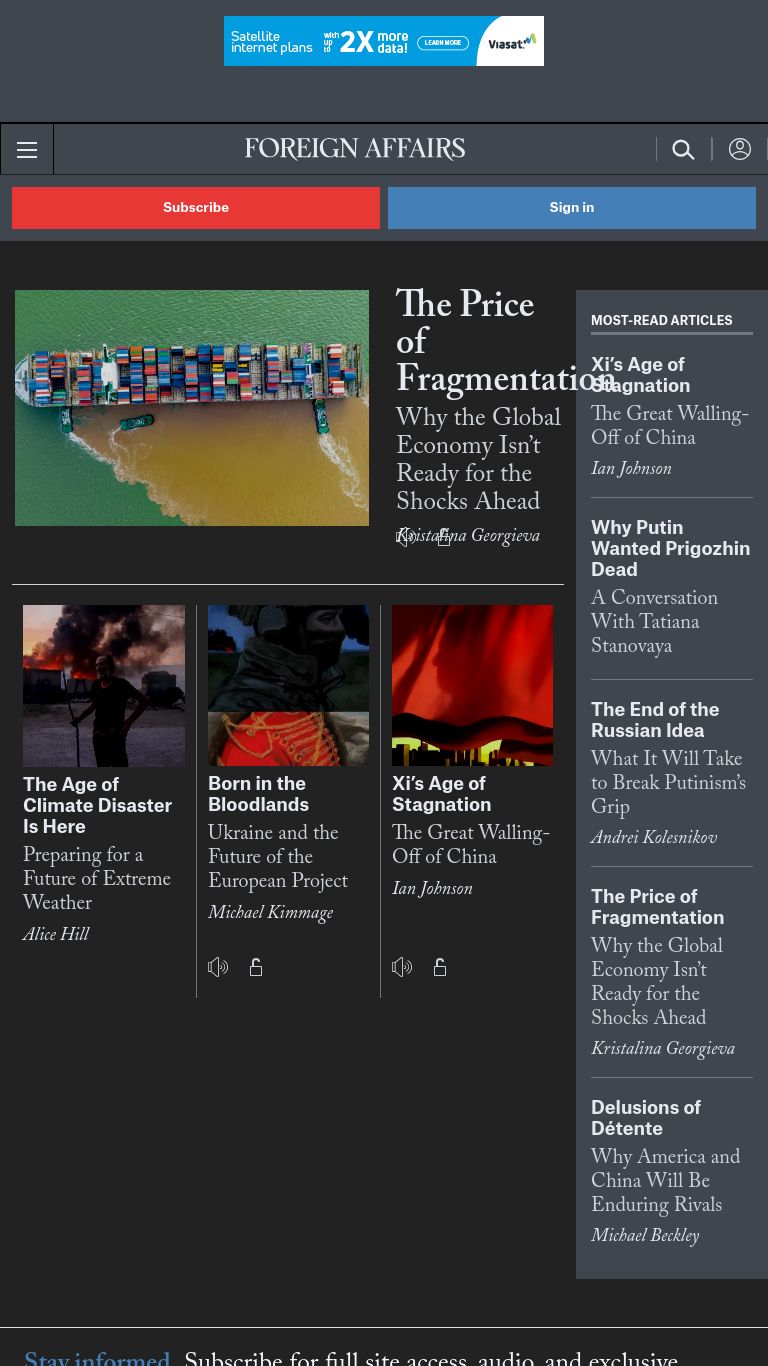 Satellite
internet plans
with
up
to
2X
more
data!
LEARN MORE
Viasat
FOREIGN AFFAIRS
Subscribe
Sign in
The Price
of
Fragmentation
Why the Global
Economy Isn't
Ready for the
Shocks Ahead
Kristalina Georgieva
The Age of
Climate Disaster
Is Here
Preparing for a
Future of Extreme
Weather
Alice Hill
Born in the
Bloodlands
Ukraine and the
Future of the
European Project
Michael Kimmage
Xi's Age of
Stagnation
The Great Walling-
Off of China
Ian Johnson
MOST-READ ARTICLES
Xi's Age of
Stagnation
The Great Walling-
Off of China
Ian Johnson
Why Putin
Wanted Prigozhin
Dead
A Conversation
With Tatiana
Stanovaya
The End of the
Russian Idea
What It Will Take
to Break Putinism's
Grip
Andrei Kolesnikov
The Price of
Fragmentation
Why the Global
Economy Isn't
Ready for the
Shocks Ahead
Kristalina Georgieva
Delusions of
Détente
Why America and
China Will Be
Enduring Rivals
Michael Beckley
Stay informed. Subscribe for full site access, audio, and exclusive